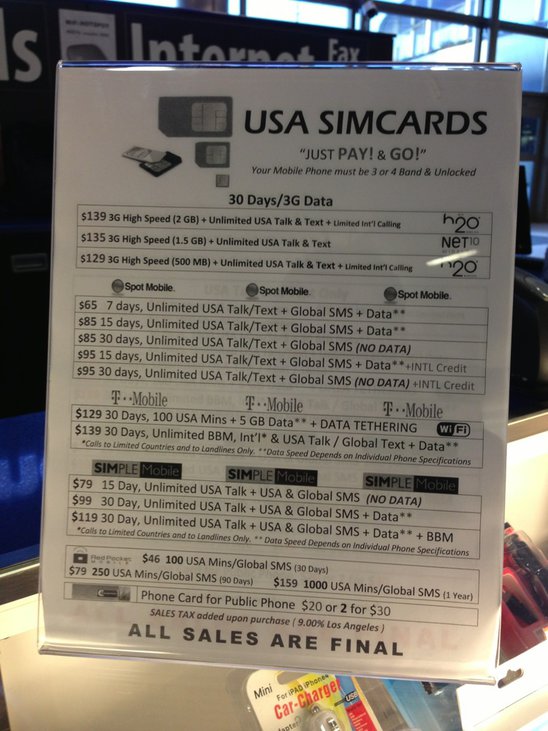 ls
Internet
Fax
USA SIMCARDS
"JUST PAY! & GO!"
Your Mobile Phone must be 3 or 4 Band & Unlocked
30 Days/3G Data
$139 3G High Speed (2 GB) + Unlimited USA Talk & Text + Limited Int'l Calling
h2o
$135 3G High Speed (1.5 GB) + Unlimited USA Talk & Text
NET10
$129 3G High Speed (500 MB) + Unlimited USA Talk & Text + Limited Int'l Calling
h2o
Spot Mobile Spot Mobile Spot Mobile
$65 7 days, Unlimited USA Talk/Text + Global SMS + Data**
$85 15 days, Unlimited USA Talk/Text + Global SMS + Data**
$85 30 days, Unlimited USA Talk/Text + Global SMS (NO DATA)
$95 15 days, Unlimited USA Talk/Text + Global SMS + Data**+INTL Credit
$95 30 days, Unlimited USA Talk/Text + Global SMS (NO DATA) +INTL Credit
T··Mobile T··Mobile T··Mobile
$129 30 Days, 100 USA Mins + 5 GB Data** + DATA TETHERING WiFi
$139 30 Days, Unlimited BBM, Int'l* & USA Talk / Global Text + Data**
*Calls to Limited Countries and to Landlines Only. **Data Speed Depends on Individual Phone Specifications
SIMPLE Mobile SIMPLE Mobile SIMPLE Mobile
$79 15 Day, Unlimited USA Talk + USA & Global SMS (NO DATA)
$99 30 Day, Unlimited USA Talk + USA & Global SMS + Data**
$119 30 Day, Unlimited USA Talk + USA & Global SMS + Data** + BBM
*Calls to Limited Countries and to Landlines Only. ** Data Speed Depends on Individual Phone Specifications
Red Pocket MOBILE $46 100 USA Mins/Global SMS (30 Days)
$79 250 USA Mins/Global SMS (90 Days) $159 1000 USA Mins/Global SMS (1 Year)
Phone Card for Public Phone $20 or 2 for $30
SALES TAX added upon purchase ( 9.00% Los Angeles )
ALL SALES ARE FINAL
Mini
For iPAD iPhone4
Car-Charger
USB